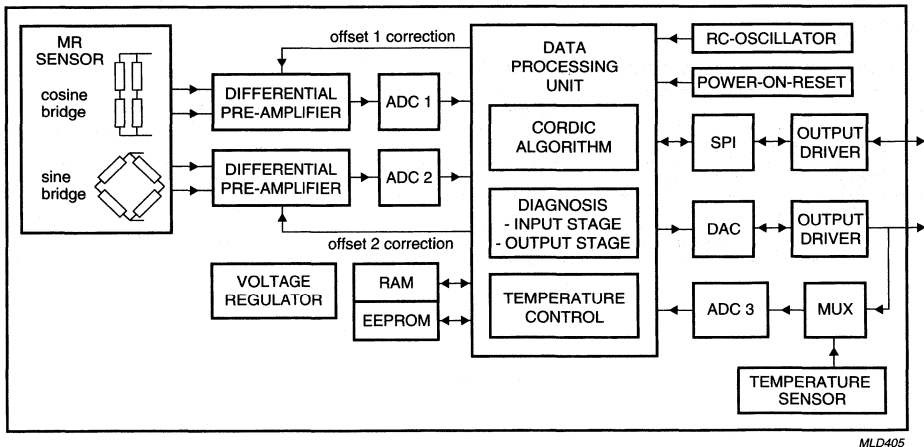 MR
SENSOR
cosine
bridge
sine
bridge
offset 1 correction
DIFFERENTIAL
PRE-AMPLIFIER
ADC 1
DIFFERENTIAL
PRE-AMPLIFIER
ADC 2
offset 2 correction
VOLTAGE
REGULATOR
RAM
EEPROM
DATA
PROCESSING
UNIT
CORDIC
ALGORITHM
DIAGNOSIS
- INPUT STAGE
- OUTPUT STAGE
TEMPERATURE
CONTROL
RC-OSCILLATOR
POWER-ON-RESET
SPI
OUTPUT
DRIVER
DAC
OUTPUT
DRIVER
ADC 3
MUX
TEMPERATURE
SENSOR
MLD405